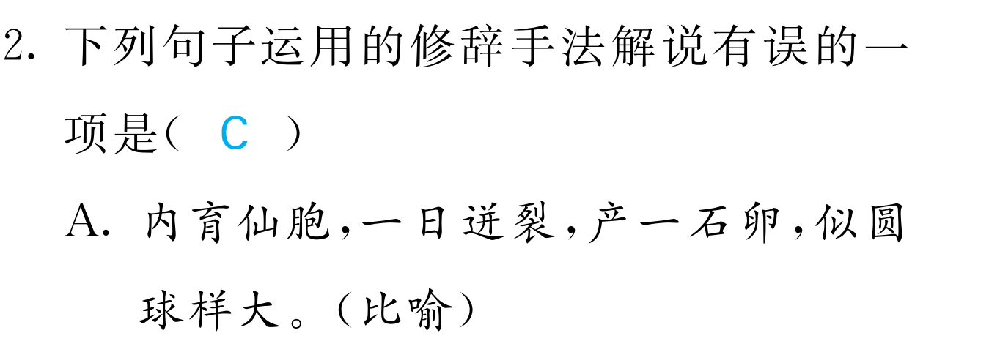 2. 下列句子运用的修辞手法解说有误的一
项是( C )
A. 内育仙胞,一日迸裂,产一石卵,似圆
球样大。(比喻)